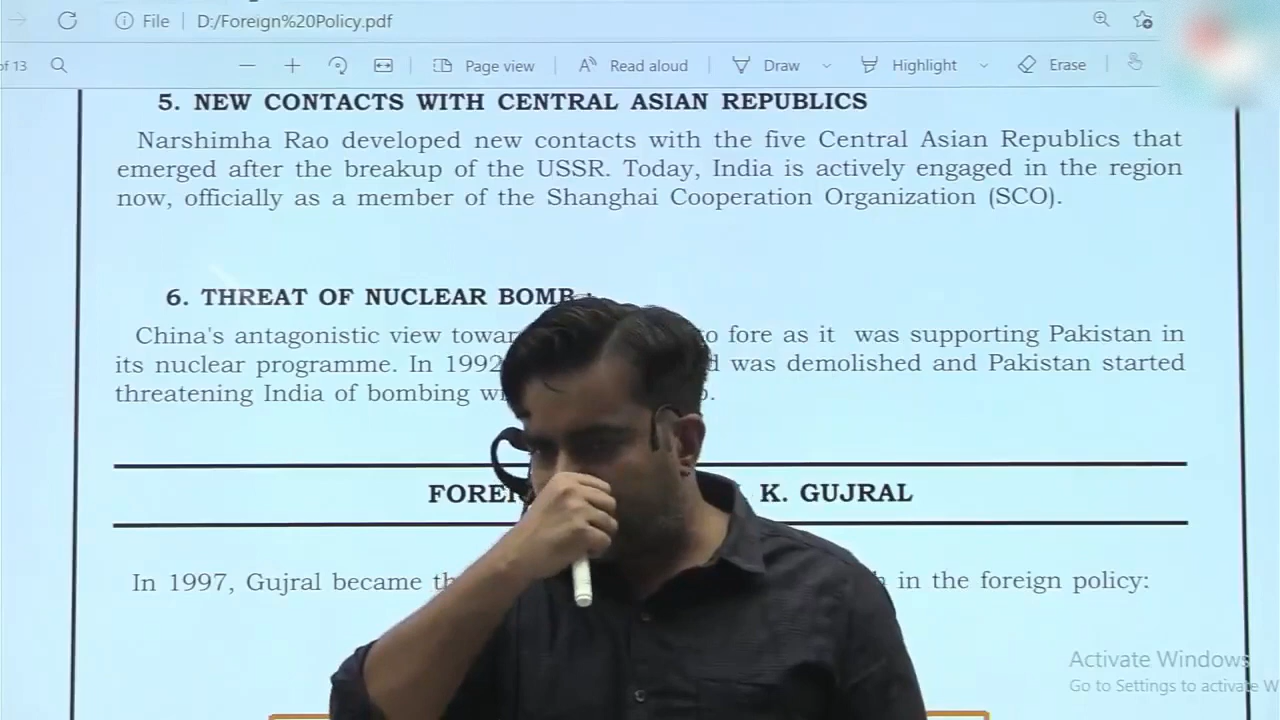 File D:/Foreign%20Policy.pdf
of 13 Page view Read aloud Draw Highlight Erase
5. NEW CONTACTS WITH CENTRAL ASIAN REPUBLICS
Narshimha Rao developed new contacts with the five Central Asian Republics that
emerged after the breakup of the USSR. Today, India is actively engaged in the region
now, officially as a member of the Shanghai Cooperation Organization (SCO).
6. THREAT OF NUCLEAR BOMB
China's antagonistic view to fore as it was supporting Pakistan in
its nuclear programme. In 1992 was demolished and Pakistan started
threatening India of bombing
K. GUJRAL
In 1997, Gujral became in the foreign policy:
Activate Windows
Go to Settings to activate W